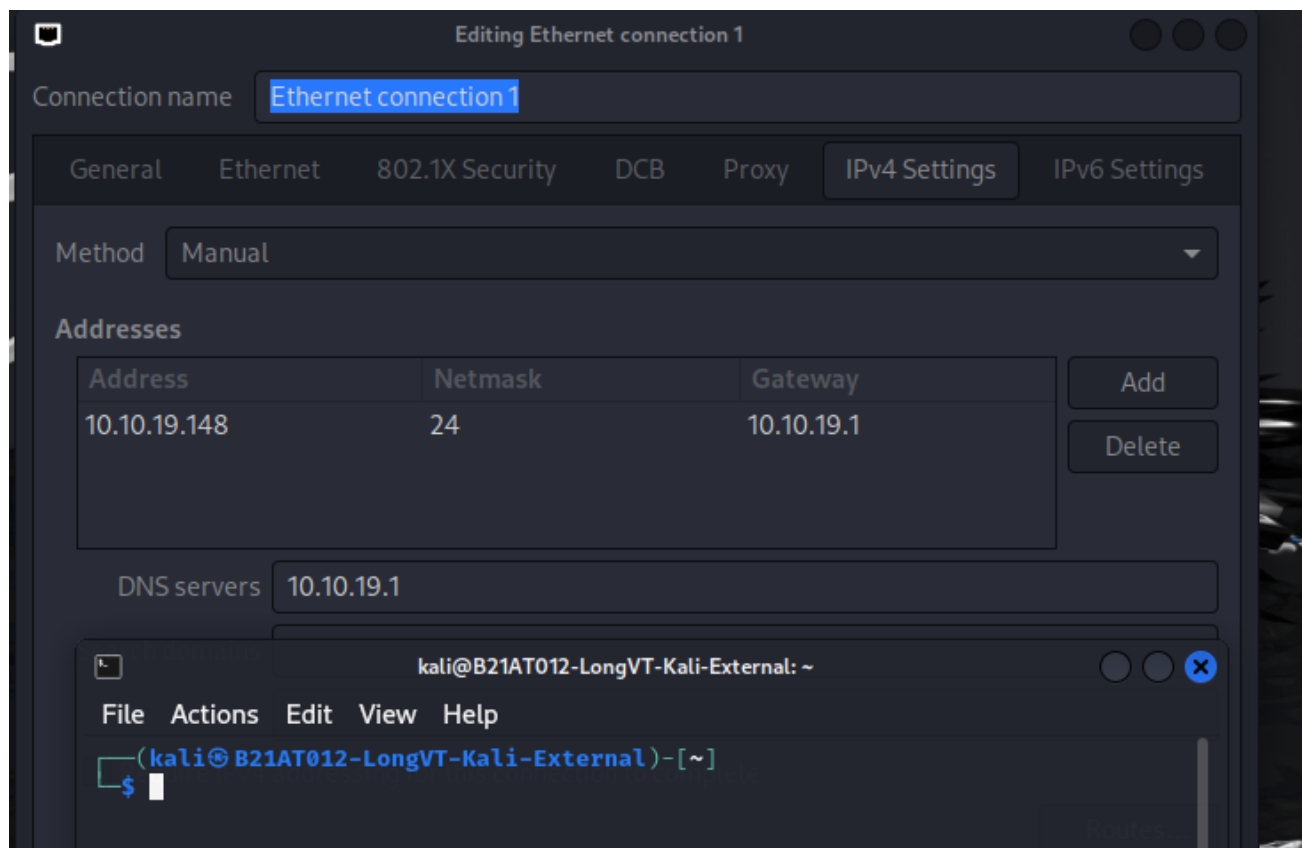 Editing Ethernet connection 1
Connection name Ethernet connection 1
General Ethernet 802.1X Security DCB Proxy IPv4 Settings IPv6 Settings
Method Manual
Addresses
Address Netmask Gateway
Add
10.10.19.148 24 10.10.19.1
Delete
DNS servers 10.10.19.1
kali@B21AT012-LongVT-Kali-External: ~
File Actions Edit View Help
┌──(kali㉿B21AT012-LongVT-Kali-External)-[~]
└─$
Routes...